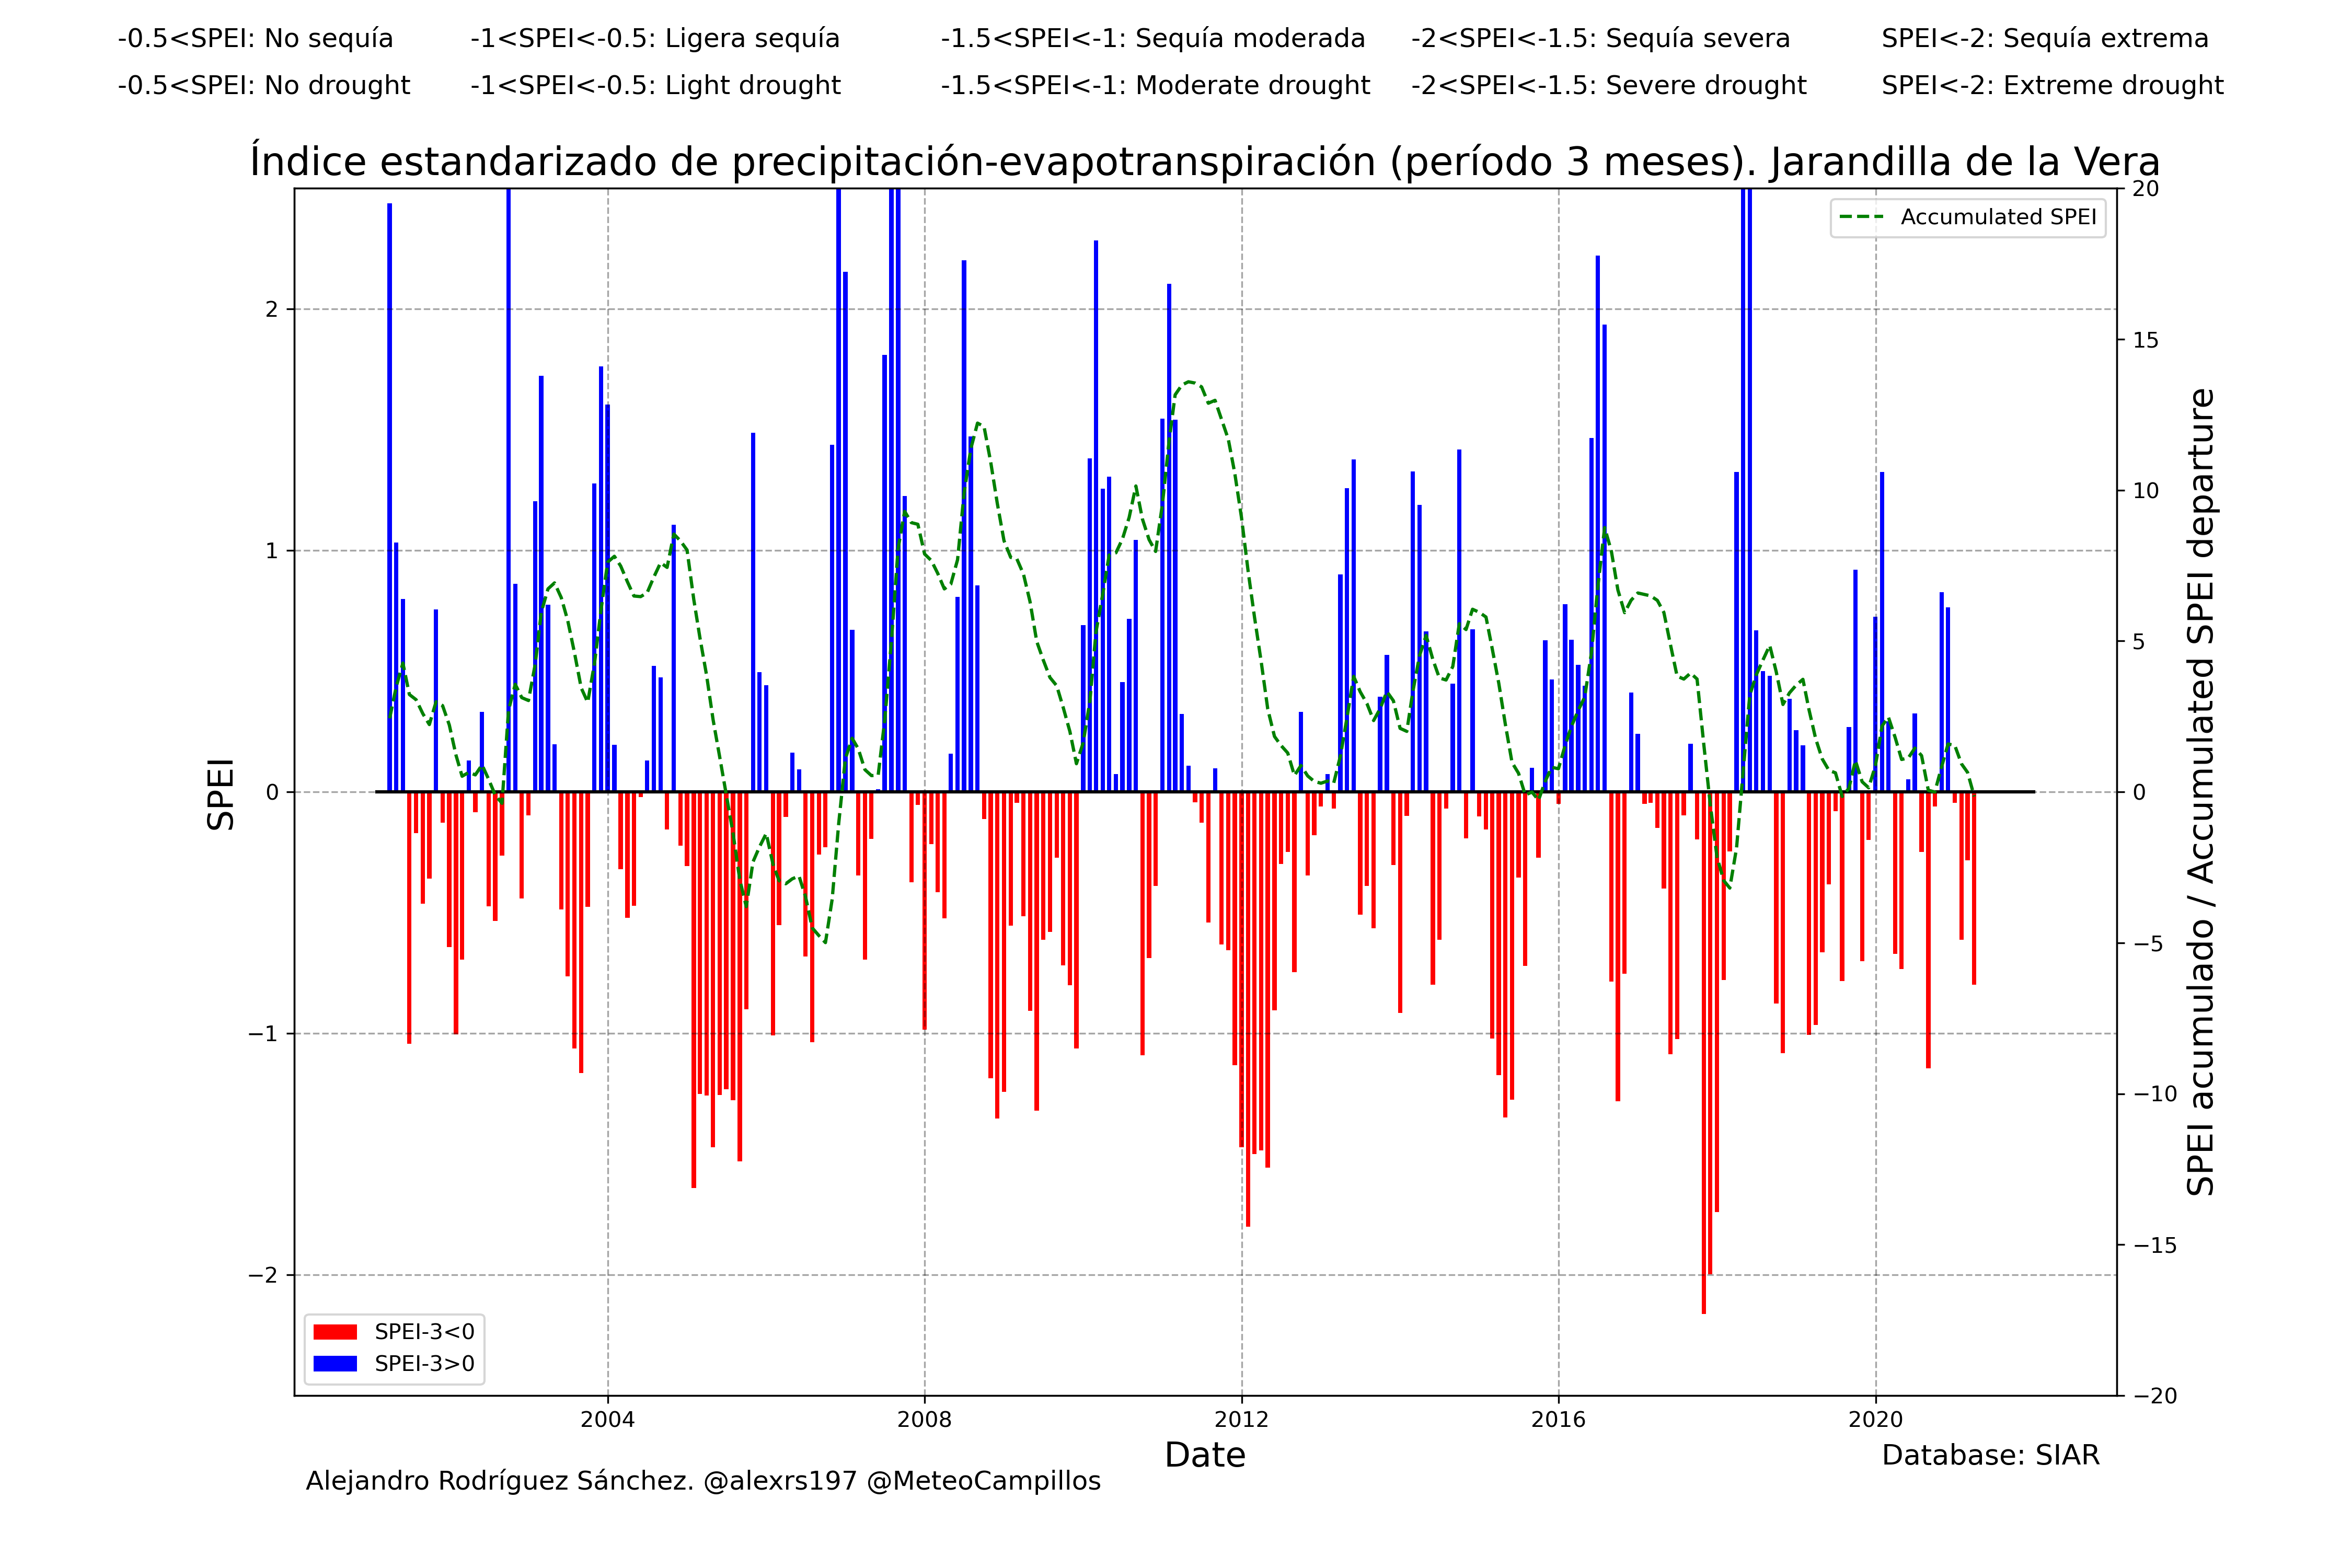 -0.5<SPEI: No sequía -1<SPEI<-0.5: Ligera sequía -1.5<SPEI<-1: Sequía moderada -2<SPEI<-1.5: Sequía severa SPEI<-2: Sequía extrema
-0.5<SPEI: No drought -1<SPEI<-0.5: Light drought -1.5<SPEI<-1: Moderate drought -2<SPEI<-1.5: Severe drought SPEI<-2: Extreme drought
Índice estandarizado de precipitación-evapotranspiración (período 3 meses). Jarandilla de la Vera
Accumulated SPEI
SPEI
2
1
0
−1
−2
20
15
10
5
0
−5
−10
−15
−20
SPEI acumulado / Accumulated SPEI departure
SPEI-3<0
SPEI-3>0
2004 2008 2012 2016 2020
Date
Database: SIAR
Alejandro Rodríguez Sánchez. @alexrs197 @MeteoCampillos